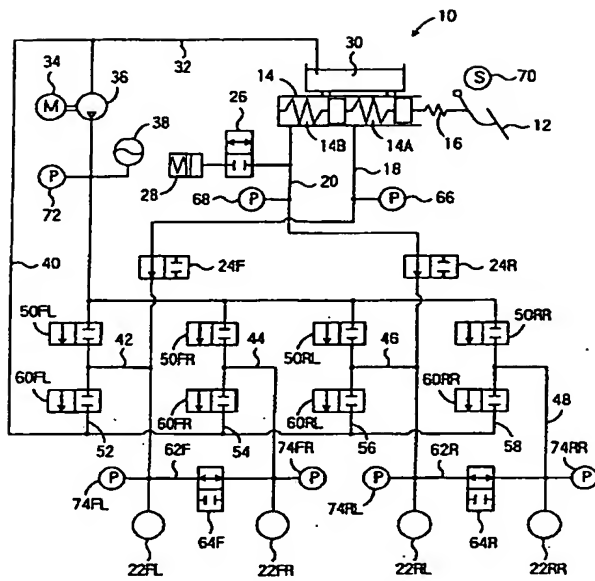 10
34
36
32
30
S
70
M
14
26
38
14B
14A
16
12
P
72
28
20
18
68
P
P
66
40
24F
24R
50FL
42
50FR
44
50RL
46
50RR
60FL
60FR
60RL
60RR
48
52
54
56
58
74FL
62F
74FR
62R
74RR
P
P
P
P
74RL
64F
64R
22FL
22FR
22RL
22RR